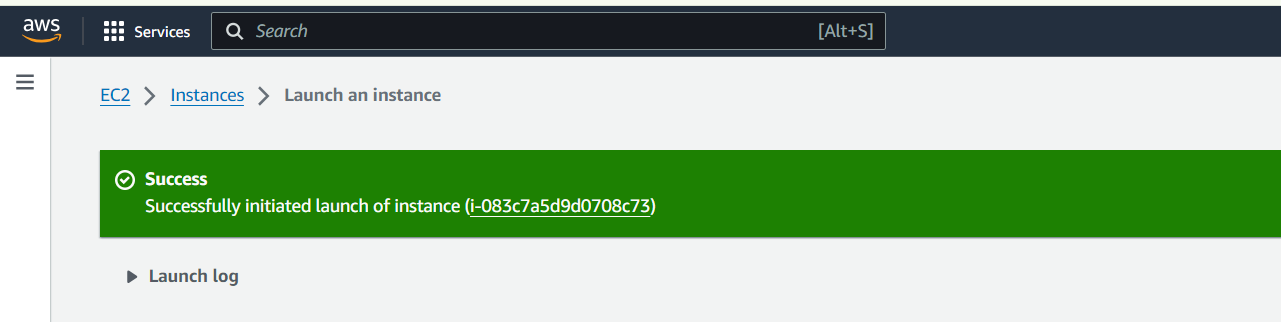 aws
Services
Search
[Alt+S]
EC2
Instances
Launch an instance
Success
Successfully initiated launch of instance (i-083c7a5d9d0708c73)
Launch log